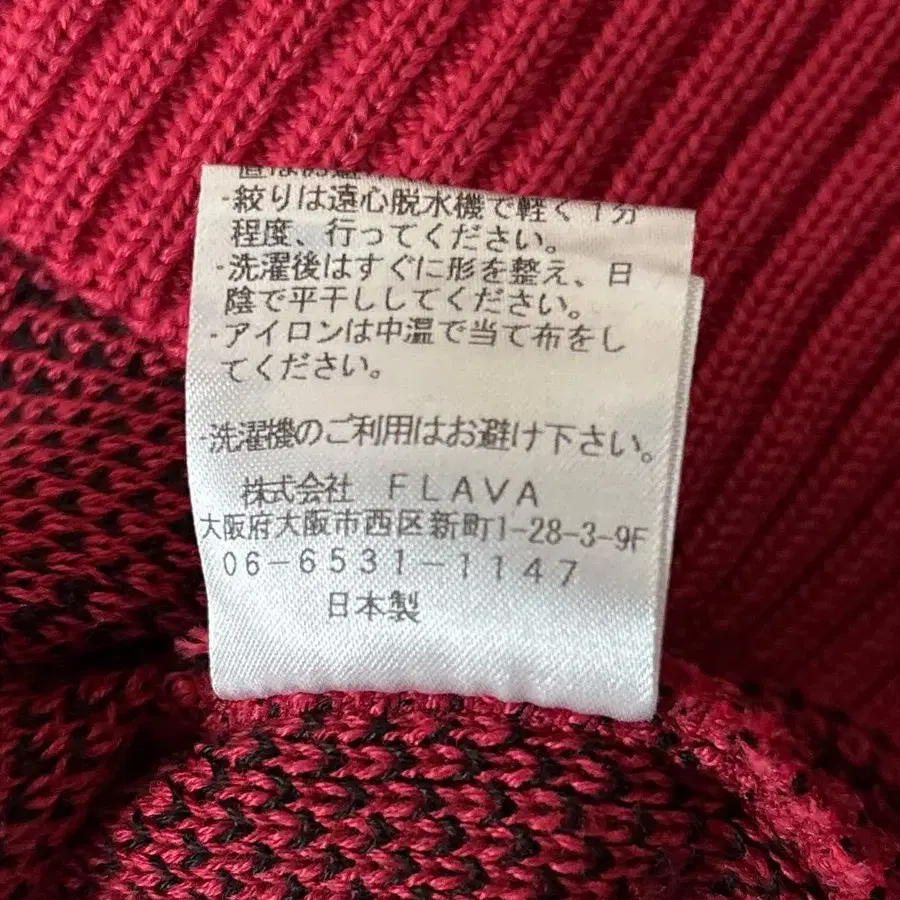 ・絞りは遠心脱水機で軽く1分
程度、行ってください。
・洗濯後はすぐに形を整え、日
陰で平干ししてください。
・アイロンは中温で当て布をし
てください。
・洗濯機のご利用はお避け下さい。
株式会社 FLAVA
大阪府大阪市西区新町1-28-3-9F
06-6531-1147
日本製